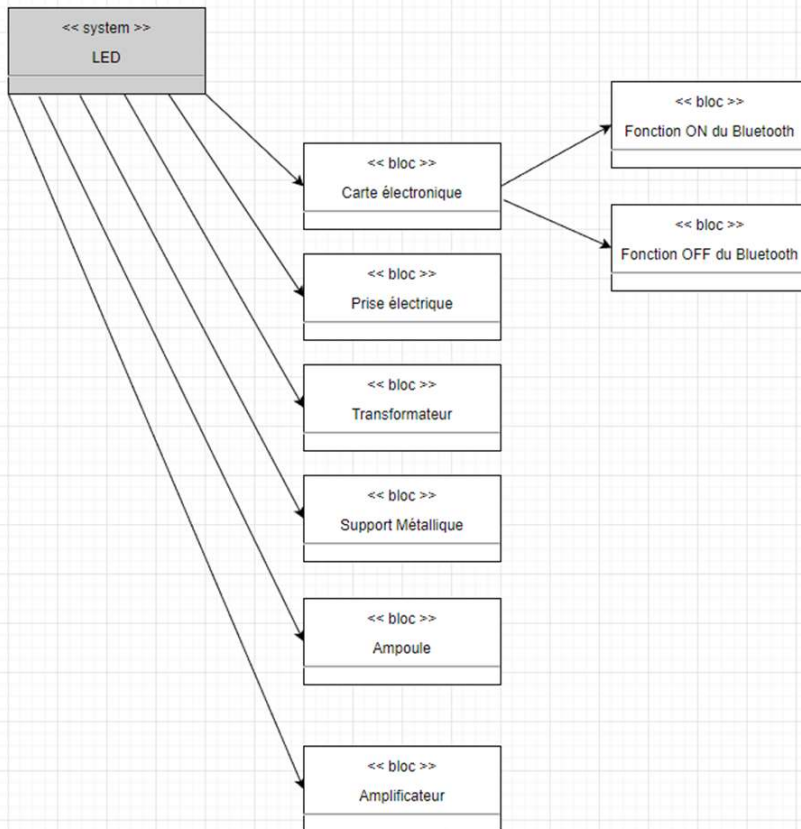 << system >>
LED
<< bloc >>
Carte électronique
<< bloc >>
Fonction ON du Bluetooth
<< bloc >>
Fonction OFF du Bluetooth
<< bloc >>
Prise électrique
<< bloc >>
Transformateur
<< bloc >>
Support Métallique
<< bloc >>
Ampoule
<< bloc >>
Amplificateur